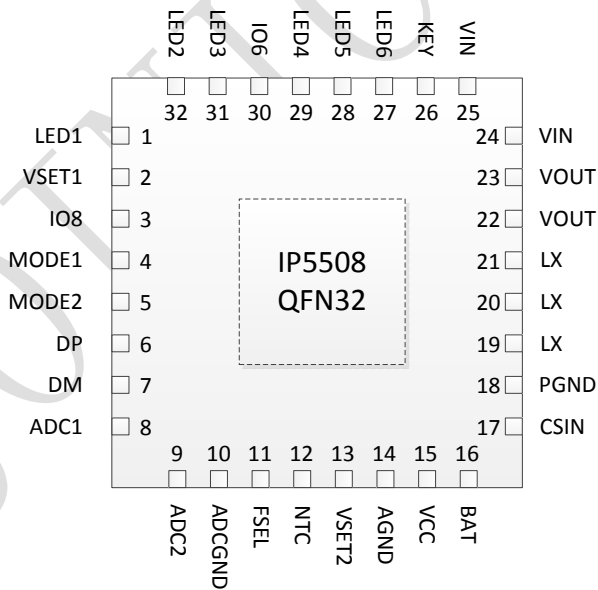 LED2 LED3 IO6 LED4 LED5 LED6 KEY VIN
32 31 30 29 28 27 26 25
LED1 1 24 VIN
VSET1 2 23 VOUT
IO8 3 22 VOUT
MODE1 4 21 LX
MODE2 5 20 LX
DP 6 19 LX
DM 7 18 PGND
ADC1 8 17 CSIN
IP5508
QFN32
9 10 11 12 13 14 15 16
ADC2 ADCGND FSEL NTC VSET2 AGND VCC BAT